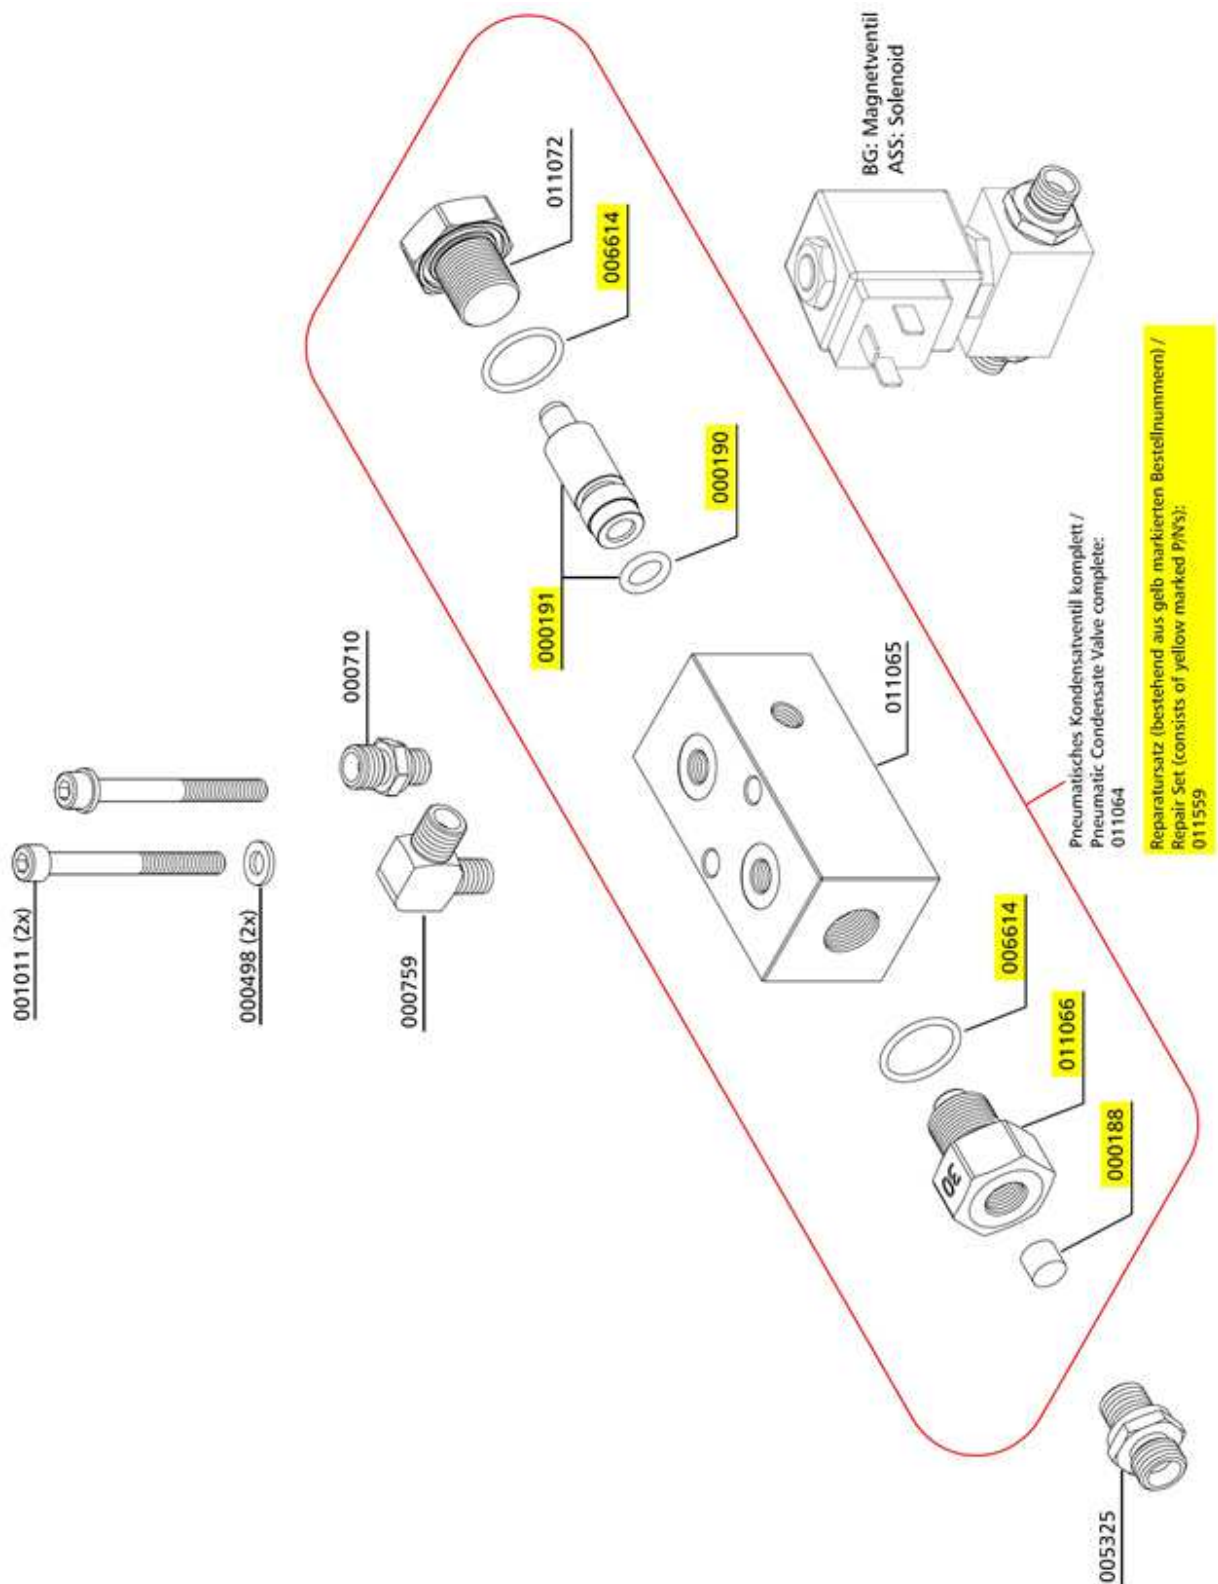 001011 (2x)
000498 (2x)
000710
000759
011072
006614
000191
000190
BG: Magnetventil
ASS: Solenoid
011065
006614
011066
30
000188
005325
Pneumatisches Kondensatventil komplett /
Pneumatic Condensate Valve complete:
011064
Reparatursatz (bestehend aus gelb markierten Bestellnummern) /
Repair Set (consists of yellow marked P/N's):
011559